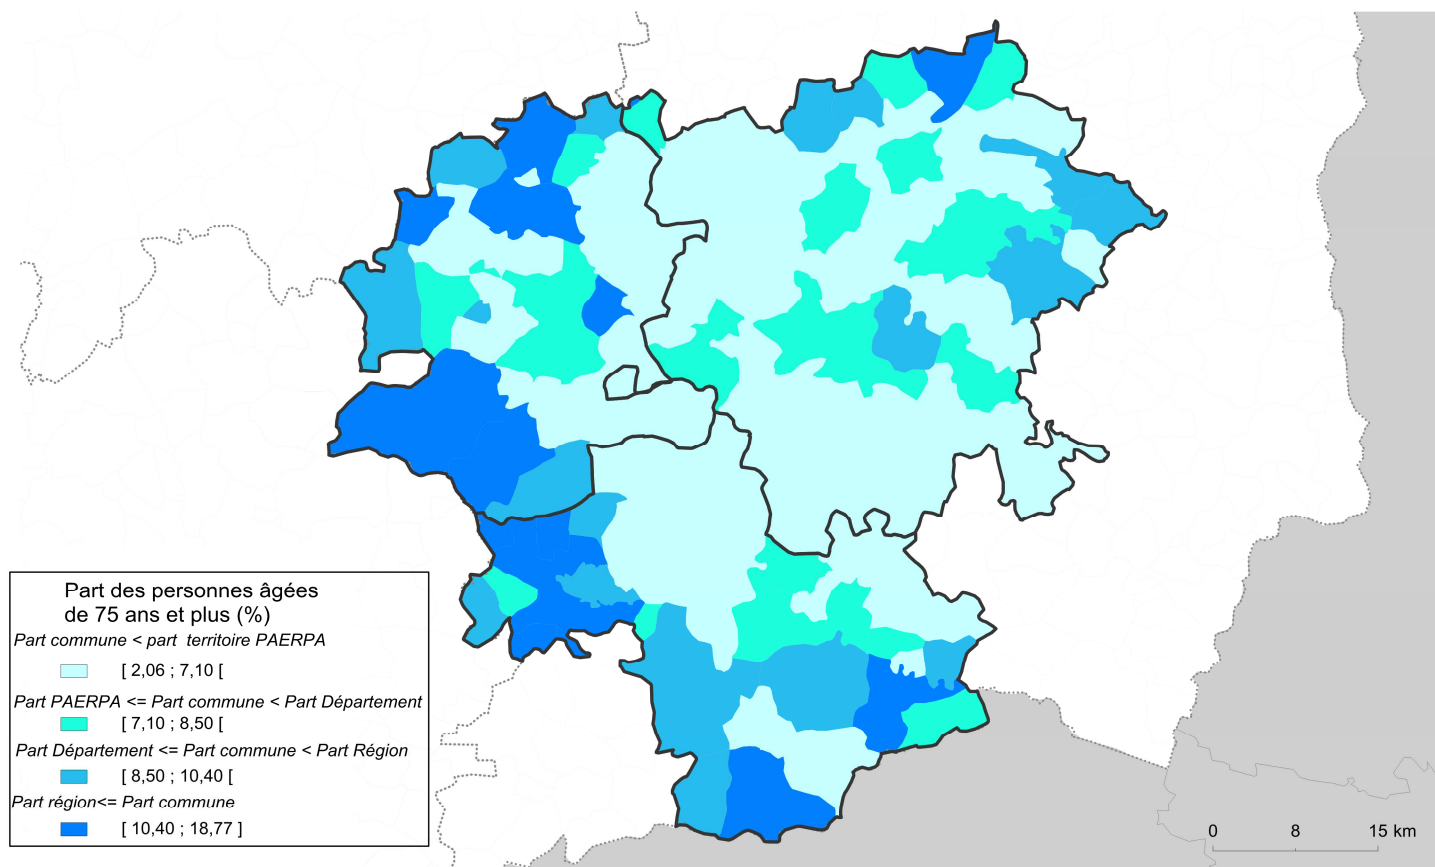 Part des personnes âgées
de 75 ans et plus (%)
Part commune < part  territoire PAERPA
[ 2,06 ; 7,10 [
Part PAERPA <= Part commune < Part Département
[ 7,10 ; 8,50 [
Part Département <= Part commune < Part Région
[ 8,50 ; 10,40 [
Part région<= Part commune
[ 10,40 ; 18,77 ]
0 8 15 km